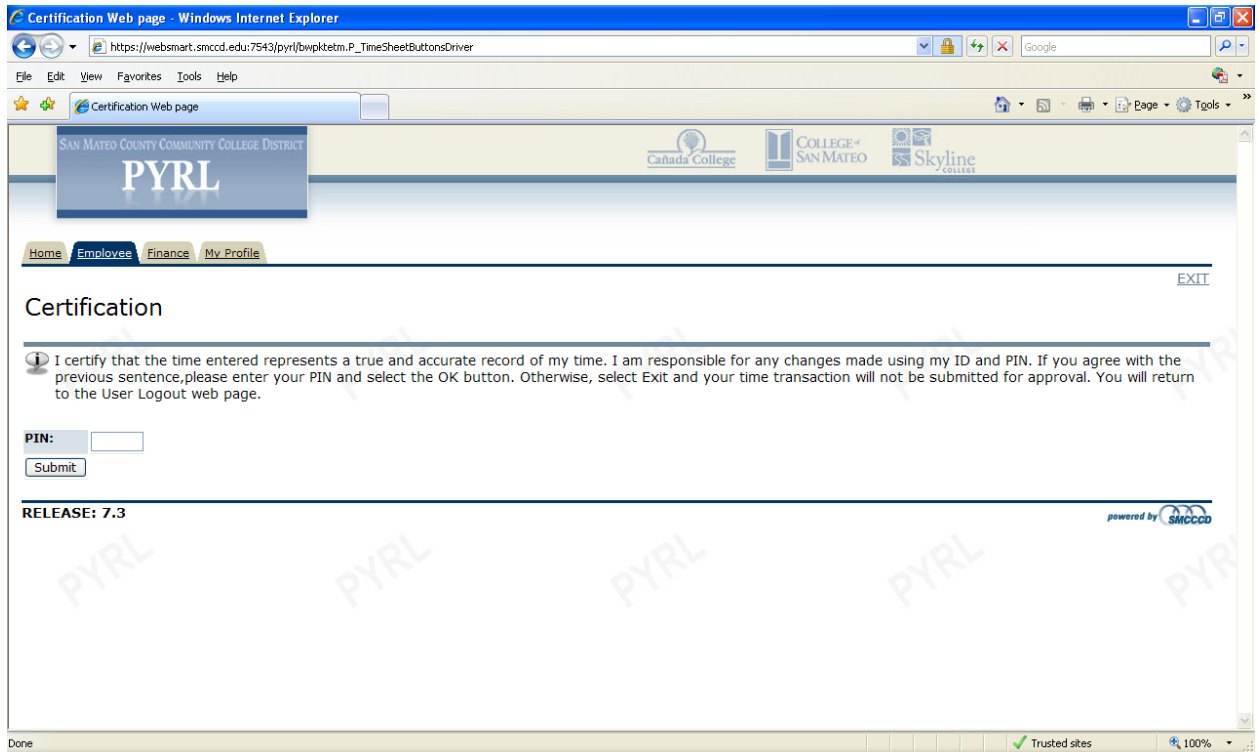 Certification Web page - Windows Internet Explorer
https://websmart.smccd.edu:7543/pyrl/bwpktetm.P_TimeSheetButtonsDriver
Google
File Edit View Favorites Tools Help
Certification Web page
Page Tools
SAN MATEO COUNTY COMMUNITY COLLEGE DISTRICT
PYRL
Cañada College
COLLEGE OF
SAN MATEO
Skyline
COLLEGE
Home Employee Finance My Profile
EXIT
Certification
I certify that the time entered represents a true and accurate record of my time. I am responsible for any changes made using my ID and PIN. If you agree with the
previous sentence,please enter your PIN and select the OK button. Otherwise, select Exit and your time transaction will not be submitted for approval. You will return
to the User Logout web page.
PIN:
Submit
RELEASE: 7.3
powered by SMCCCD
PYRL PYRL PYRL PYRL PYRL
Done
Trusted sites
100%